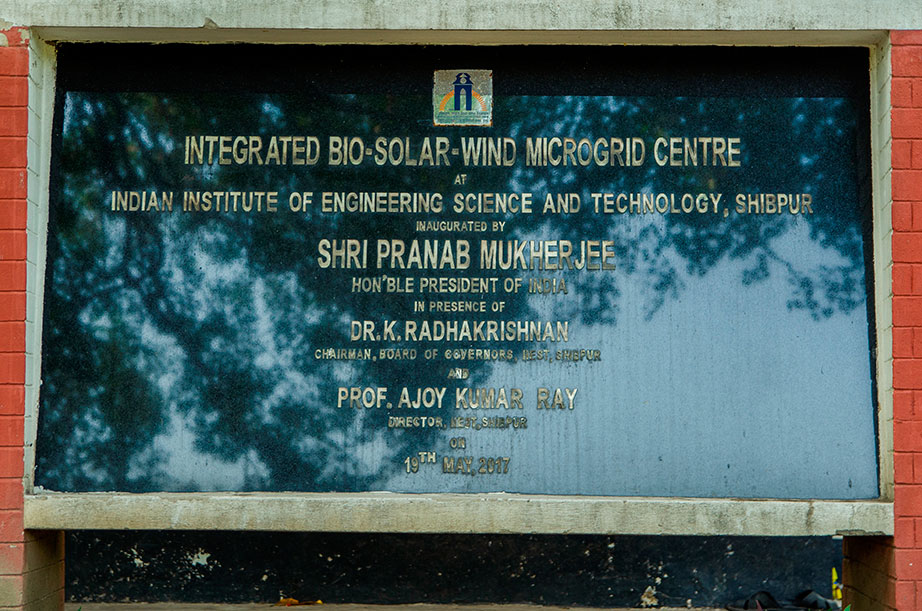 INTEGRATED BIO-SOLAR-WIND MICROGRID CENTRE
AT
INDIAN INSTITUTE OF ENGINEERING SCIENCE AND TECHNOLOGY, SHIBPUR
INAUGURATED BY
SHRI PRANAB MUKHERJEE
HON'BLE PRESIDENT OF INDIA
IN PRESENCE OF
DR. K. RADHAKRISHNAN
CHAIRMAN, BOARD OF GOVERNORS, IIEST, SHIBPUR
AND
PROF. AJOY KUMAR RAY
DIRECTOR, IIEST, SHIBPUR
ON
19TH MAY, 2017